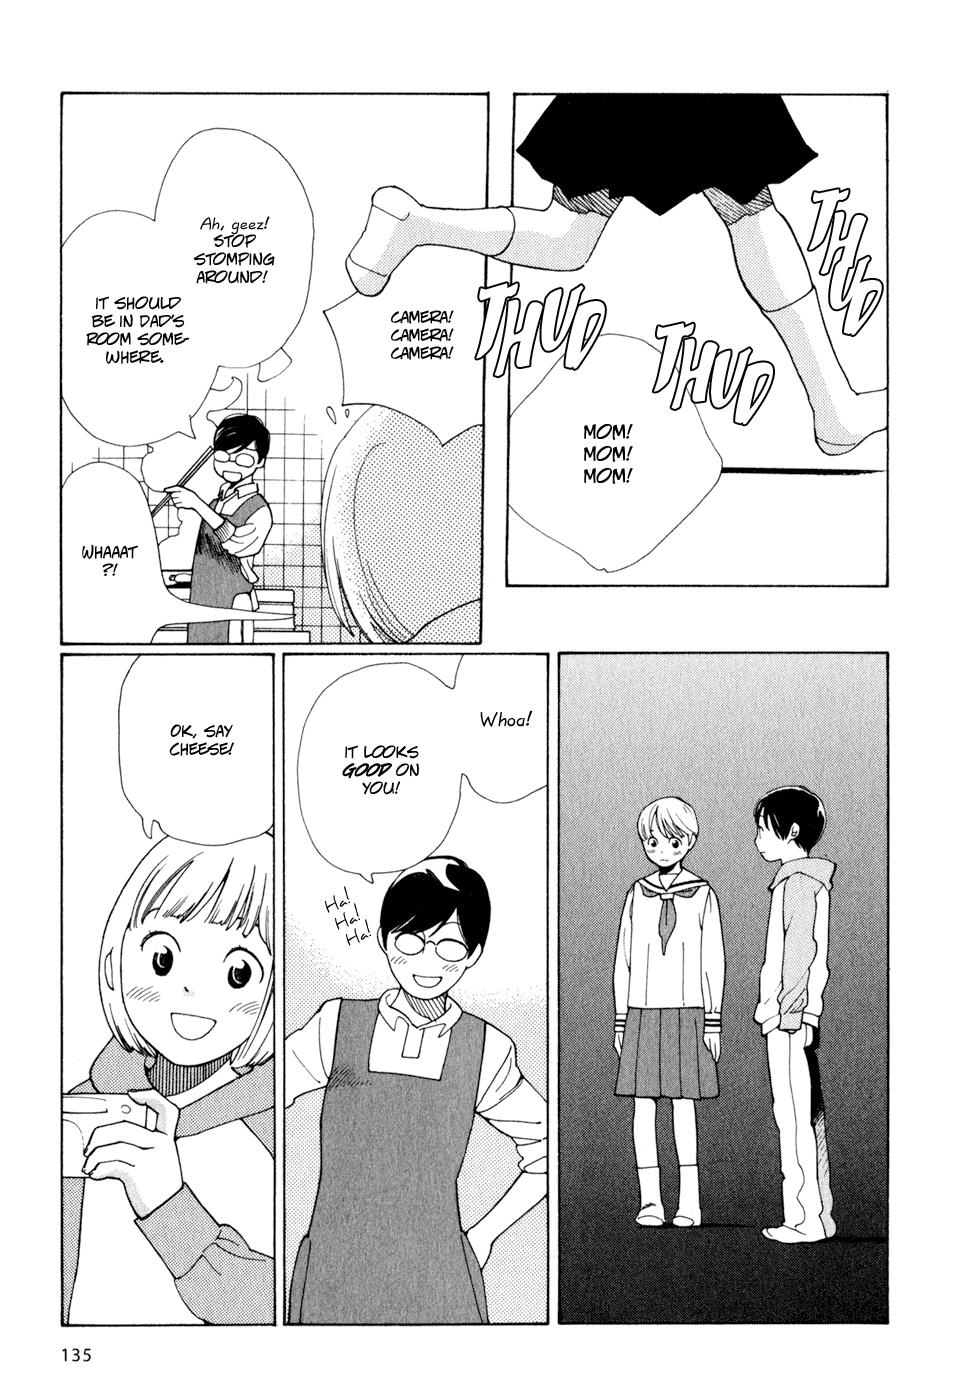 THUD
THUD
THUD
MOM!
MOM!
MOM!
CAMERA!
CAMERA!
CAMERA!
Ah, geez!
STOP
STOMPING
AROUND!
IT SHOULD
BE IN DAD'S
ROOM SOME-
WHERE.
WHAAAT
?!
Whoa!
IT LOOKS
GOOD ON
YOU!
Ha!
Ha!
Ha!
OK, SAY
CHEESE!
135